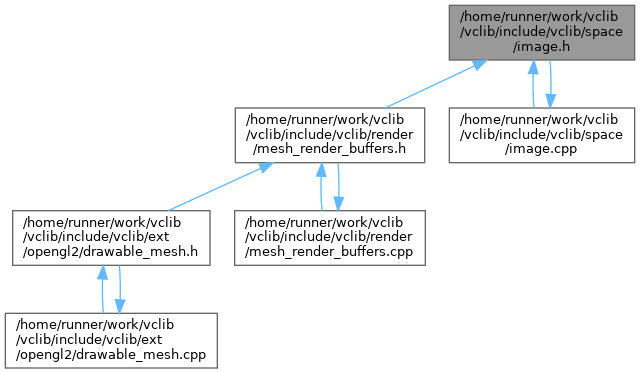 /home/runner/work/vclib
/vclib/include/vclib/space
/image.h
/home/runner/work/vclib
/vclib/include/vclib/render
/mesh_render_buffers.h
/home/runner/work/vclib
/vclib/include/vclib/space
/image.cpp
/home/runner/work/vclib
/vclib/include/vclib/ext
/opengl2/drawable_mesh.h
/home/runner/work/vclib
/vclib/include/vclib/render
/mesh_render_buffers.cpp
/home/runner/work/vclib
/vclib/include/vclib/ext
/opengl2/drawable_mesh.cpp